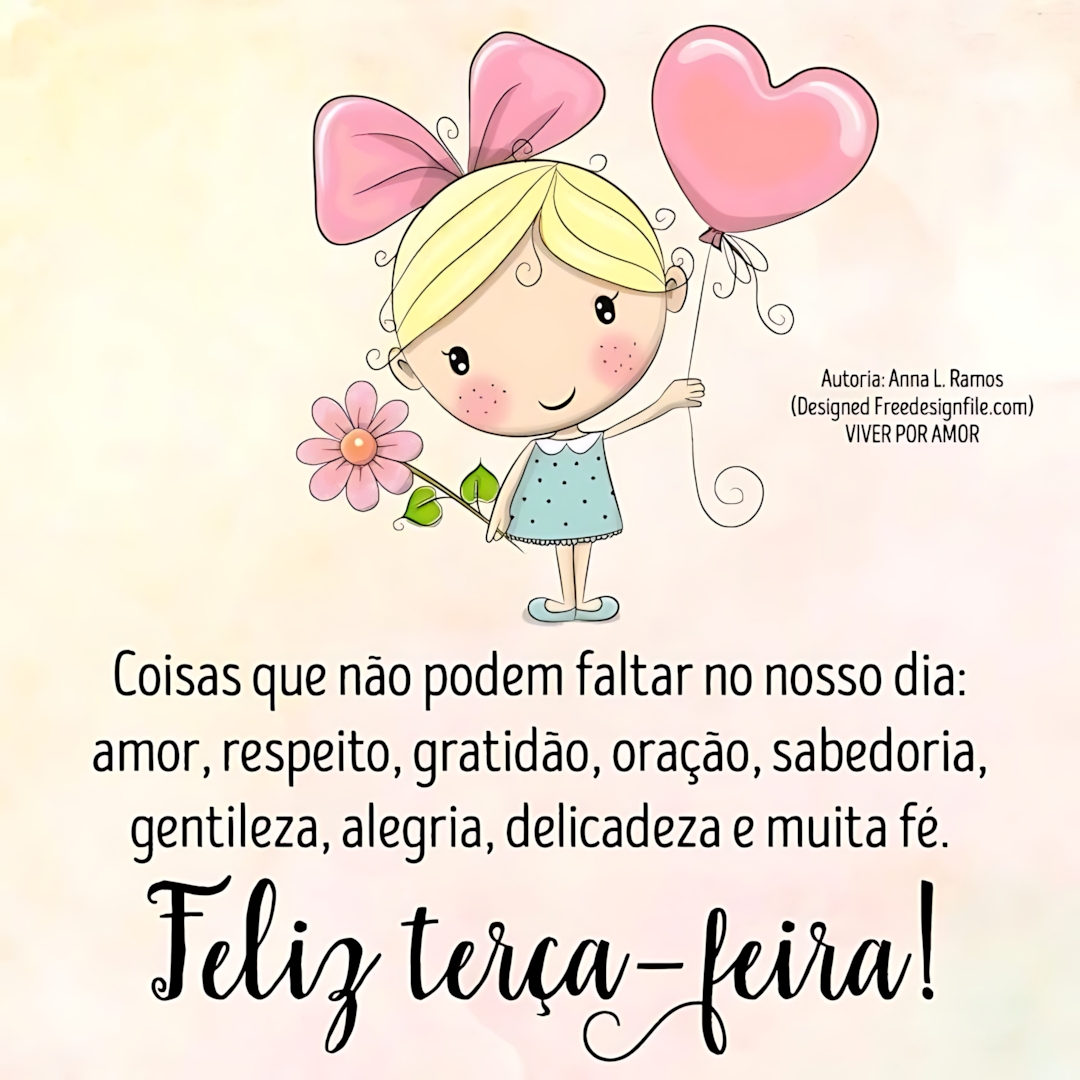 Autoria: Anna L. Ramos
(Designed Freedesignfile.com)
VIVER POR AMOR
Coisas que não podem faltar no nosso dia:
amor, respeito, gratidão, oração, sabedoria,
gentileza, alegria, delicadeza e muita fé.
Feliz terça-feira!